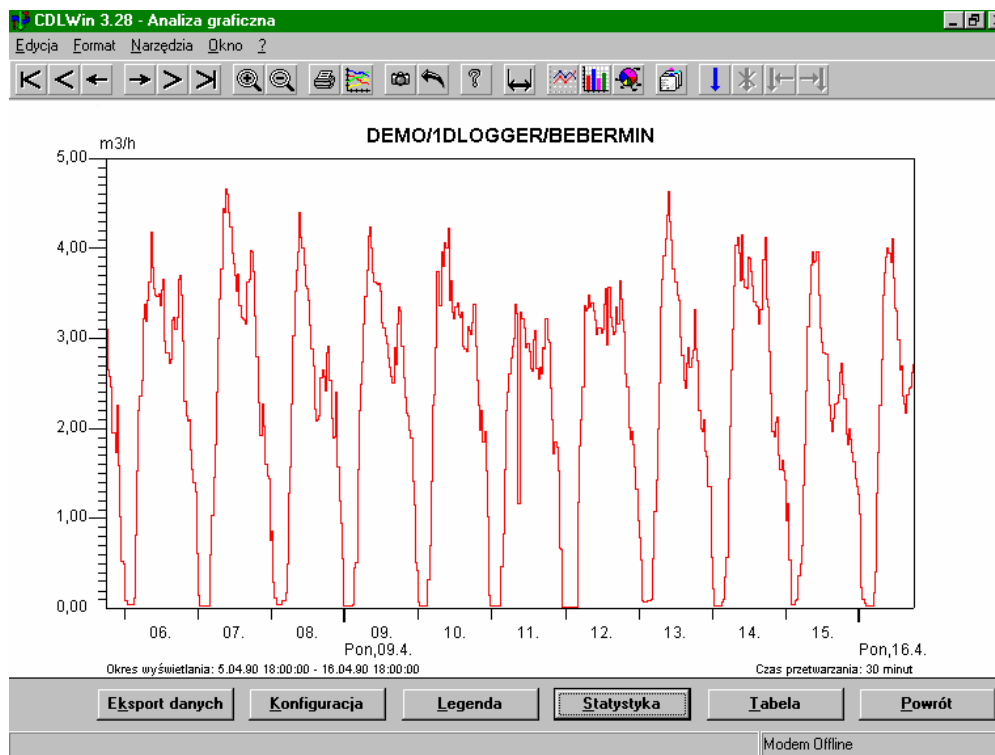 CDLWin 3.28 - Analiza graficzna
Edycja Format Narzędzia Okno ?
DEMO/1DLOGGER/BEBERMIN
m3/h
5,00
4,00
3,00
2,00
1,00
0,00
06. 07. 08. 09. 10. 11. 12. 13. 14. 15.
Pon,09.4. Pon,16.4.
Okres wyświetlania: 5.04.90 18:00:00 - 16.04.90 18:00:00 Czas przetwarzania: 30 minut
Eksport danych Konfiguracja Legenda Statystyka Tabela Powrót
Modem Offline